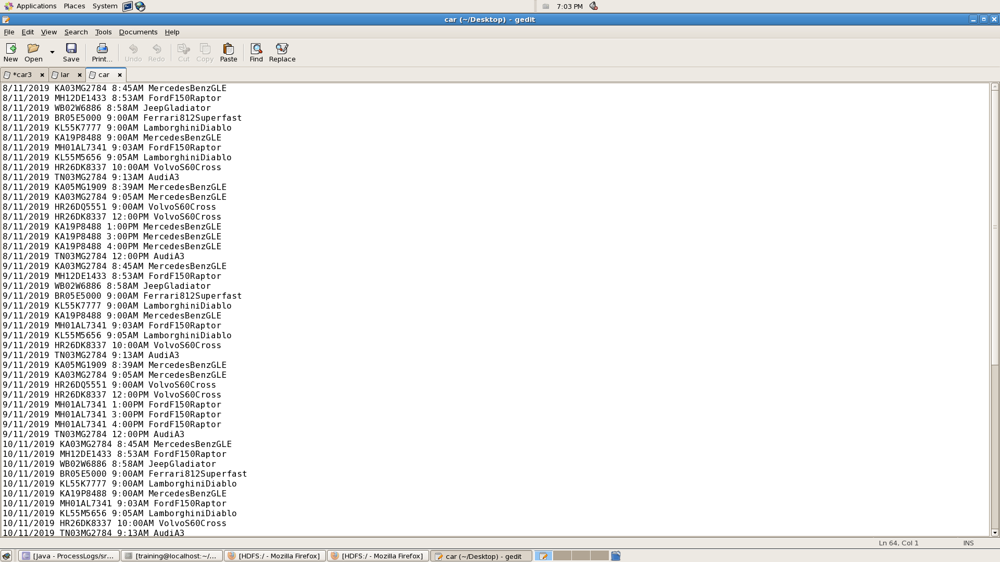 Applications Places System 7:03 PM
car (~/Desktop) - gedit
File Edit View Search Tools Documents Help
New Open Save Print... Undo Redo Cut Copy Paste Find Replace
*car3 lar car
8/11/2019 KA03MG2784 8:45AM MercedesBenzGLE
8/11/2019 MH12DE1433 8:53AM FordF150Raptor
8/11/2019 WB02W6886 8:58AM JeepGladiator
8/11/2019 BR05E5000 9:00AM Ferrari812Superfast
8/11/2019 KL55K7777 9:00AM LamborghiniDiablo
8/11/2019 KA19P8488 9:00AM MercedesBenzGLE
8/11/2019 MH01AL7341 9:03AM FordF150Raptor
8/11/2019 KL55M5656 9:05AM LamborghiniDiablo
8/11/2019 HR26DK8337 10:00AM VolvoS60Cross
8/11/2019 TN03MG2784 9:13AM AudiA3
8/11/2019 KA05MG1909 8:39AM MercedesBenzGLE
8/11/2019 KA03MG2784 9:05AM MercedesBenzGLE
8/11/2019 HR26DQ5551 9:00AM VolvoS60Cross
8/11/2019 HR26DK8337 12:00PM VolvoS60Cross
8/11/2019 KA19P8488 1:00PM MercedesBenzGLE
8/11/2019 KA19P8488 3:00PM MercedesBenzGLE
8/11/2019 KA19P8488 4:00PM MercedesBenzGLE
8/11/2019 TN03MG2784 12:00PM AudiA3
9/11/2019 KA03MG2784 8:45AM MercedesBenzGLE
9/11/2019 MH12DE1433 8:53AM FordF150Raptor
9/11/2019 WB02W6886 8:58AM JeepGladiator
9/11/2019 BR05E5000 9:00AM Ferrari812Superfast
9/11/2019 KL55K7777 9:00AM LamborghiniDiablo
9/11/2019 KA19P8488 9:00AM MercedesBenzGLE
9/11/2019 MH01AL7341 9:03AM FordF150Raptor
9/11/2019 KL55M5656 9:05AM LamborghiniDiablo
9/11/2019 HR26DK8337 10:00AM VolvoS60Cross
9/11/2019 TN03MG2784 9:13AM AudiA3
9/11/2019 KA05MG1909 8:39AM MercedesBenzGLE
9/11/2019 KA03MG2784 9:05AM MercedesBenzGLE
9/11/2019 HR26DQ5551 9:00AM VolvoS60Cross
9/11/2019 HR26DK8337 12:00PM VolvoS60Cross
9/11/2019 MH01AL7341 1:00PM FordF150Raptor
9/11/2019 MH01AL7341 3:00PM FordF150Raptor
9/11/2019 MH01AL7341 4:00PM FordF150Raptor
9/11/2019 TN03MG2784 12:00PM AudiA3
10/11/2019 KA03MG2784 8:45AM MercedesBenzGLE
10/11/2019 MH12DE1433 8:53AM FordF150Raptor
10/11/2019 WB02W6886 8:58AM JeepGladiator
10/11/2019 BR05E5000 9:00AM Ferrari812Superfast
10/11/2019 KL55K7777 9:00AM LamborghiniDiablo
10/11/2019 KA19P8488 9:00AM MercedesBenzGLE
10/11/2019 MH01AL7341 9:03AM FordF150Raptor
10/11/2019 KL55M5656 9:05AM LamborghiniDiablo
10/11/2019 HR26DK8337 10:00AM VolvoS60Cross
10/11/2019 TN03MG2784 9:13AM AudiA3
Ln 64, Col 1 INS
[Java - ProcessLogs/sr... [training@localhost:~/... [HDFS:/ - Mozilla Firefox] [HDFS:/ - Mozilla Firefox] car (~/Desktop) - gedit